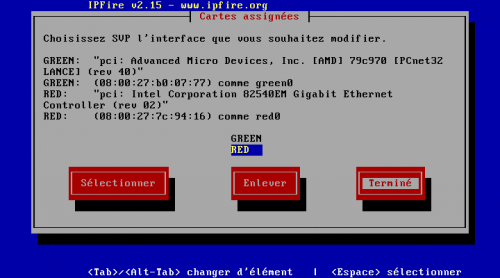 IPFire v2.15 - www.ipfire.org
Cartes assignées
Choisissez SVP l'interface que vous souhaitez modifier.
GREEN: "pci: Advanced Micro Devices, Inc. [AMD] 79c970 [PCnet32
LANCE] (rev 40)"
GREEN: (08:00:27:b0:07:77) comme green0
RED: "pci: Intel Corporation 82540EM Gigabit Ethernet
Controller (rev 02)"
RED: (08:00:27:7c:94:16) comme red0
GREEN
RED
Sélectionner Enlever Terminé
<Tab>/<Alt-Tab> changer d'élément | <Espace> sélectionner